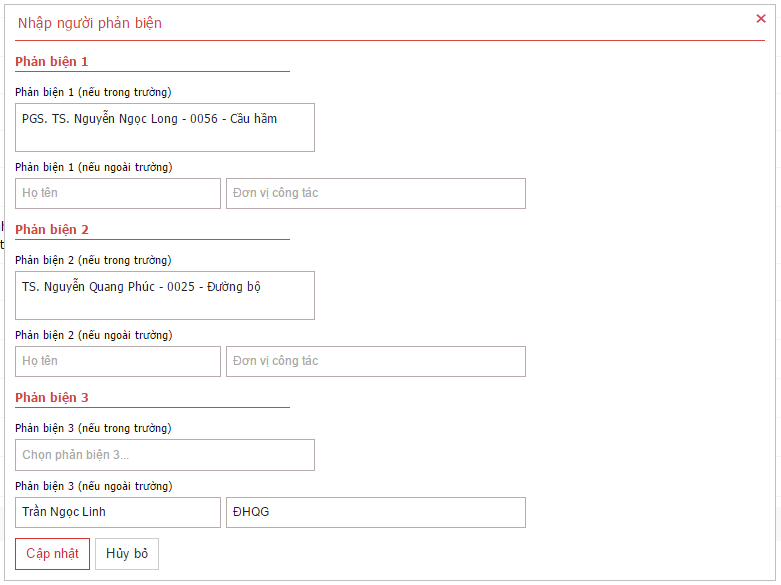 Nhập người phản biện
Phản biện 1
Phản biện 1 (nếu trong trường)
PGS. TS. Nguyễn Ngọc Long - 0056 - Cầu hầm
Phản biện 1 (nếu ngoài trường)
Họ tên Đơn vị công tác
Phản biện 2
Phản biện 2 (nếu trong trường)
TS. Nguyễn Quang Phúc - 0025 - Đường bộ
Phản biện 2 (nếu ngoài trường)
Họ tên Đơn vị công tác
Phản biện 3
Phản biện 3 (nếu trong trường)
Chọn phản biện 3...
Phản biện 3 (nếu ngoài trường)
Trần Ngọc Linh ĐHQG
Cập nhật Hủy bỏ